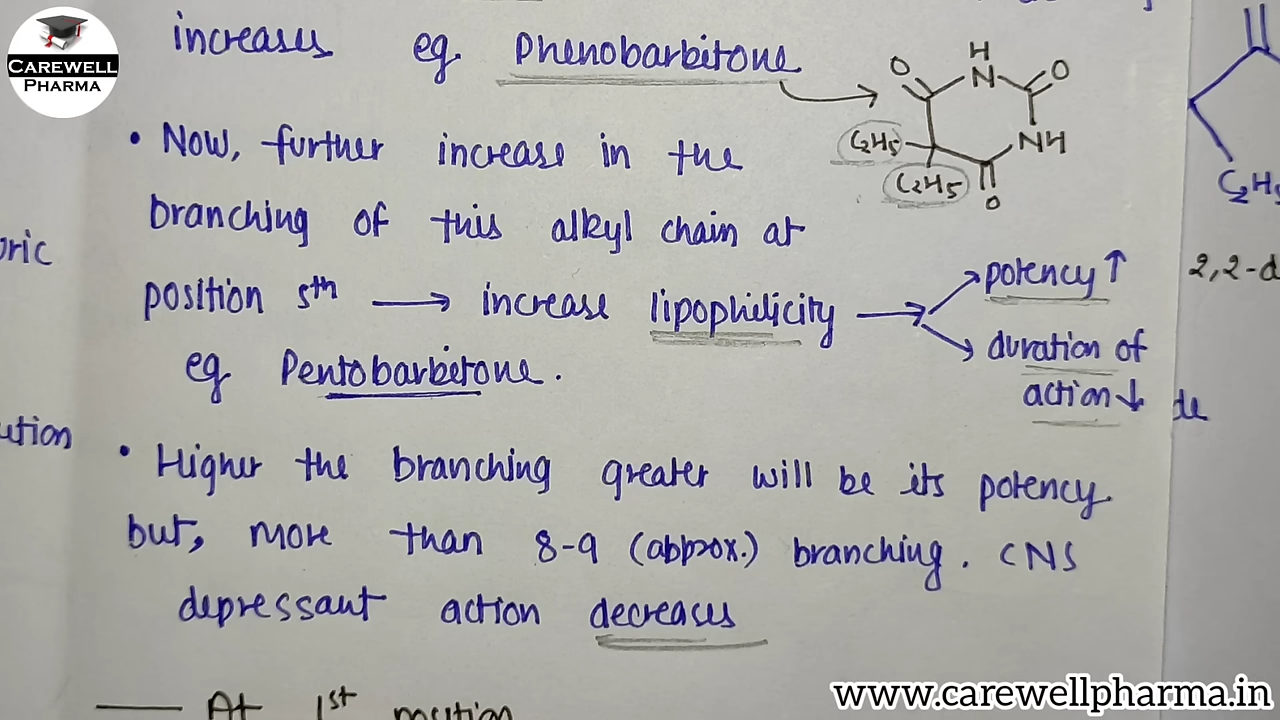 CAREWELL
PHARMA
increases eg. Phenobarbitone
• Now, further increase in the
branching of this alkyl chain at
position 5th → increase lipophilicity → potency ↑
duration of
action ↓
eg Pentobarbitone.
• Higher the branching greater will be its potency
but, more than 8-9 (approx.) branching. CNS
depressant action decreases
At 1st position
O
H
N
O
NH
C2H5
C2H5
O
C2H5
2,2-d
de
oric
ution
www.carewellpharma.in